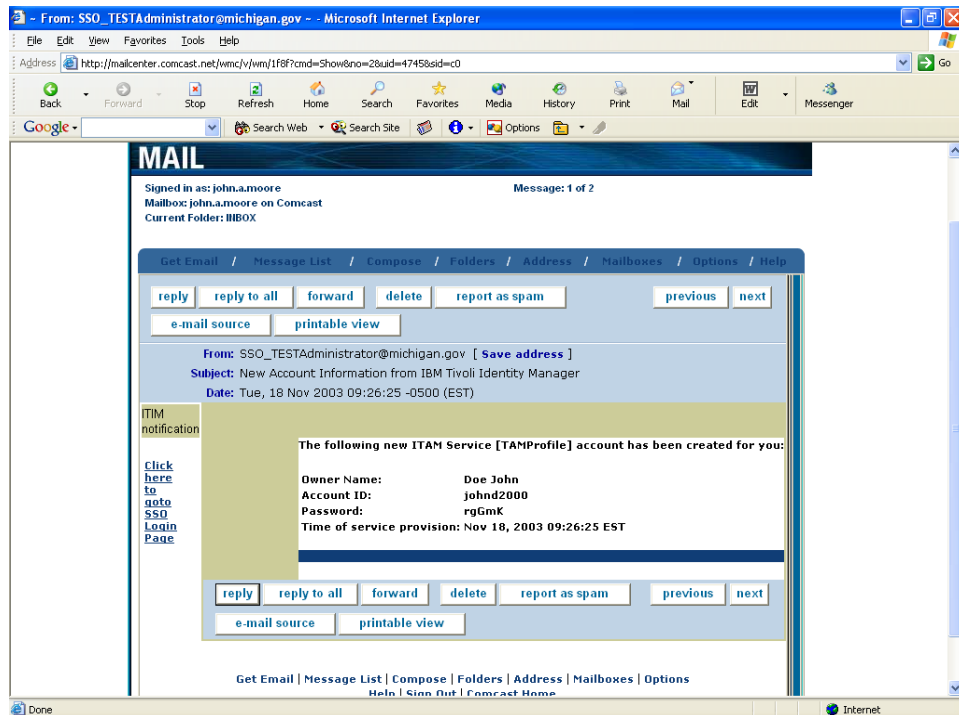 - From: SSO_TESTAdministrator@michigan.gov - - Microsoft Internet Explorer
File Edit View Favorites Tools Help
Address http://mailcenter.comcast.net/wmc/v/wm/1f8f?cmd=Show&no=2&uid=4745&sid=c0 Go
Back Forward Stop Refresh Home Search Favorites Media History Print Mail Edit Messenger
Google Search Web Search Site Options
MAIL
Signed in as: john.a.moore Message: 1 of 2
Mailbox: john.a.moore on Comcast
Current Folder: INBOX
Get Email / Message List / Compose / Folders / Address / Mailboxes / Options / Help
reply reply to all forward delete report as spam previous next
e-mail source printable view
From: SSO_TESTAdministrator@michigan.gov [ Save address ]
Subject: New Account Information from IBM Tivoli Identity Manager
Date: Tue, 18 Nov 2003 09:26:25 -0500 (EST)
ITIM
notification
Click
here
to
goto
SSO
Login
Page
The following new ITAM Service [TAMProfile] account has been created for you:
Owner Name: Doe John
Account ID: johnd2000
Password: rgGmK
Time of service provision: Nov 18, 2003 09:26:25 EST
reply reply to all forward delete report as spam previous next
e-mail source printable view
Get Email | Message List | Compose | Folders | Address | Mailboxes | Options
Help | Sign Out | Comcast Home
Done Internet